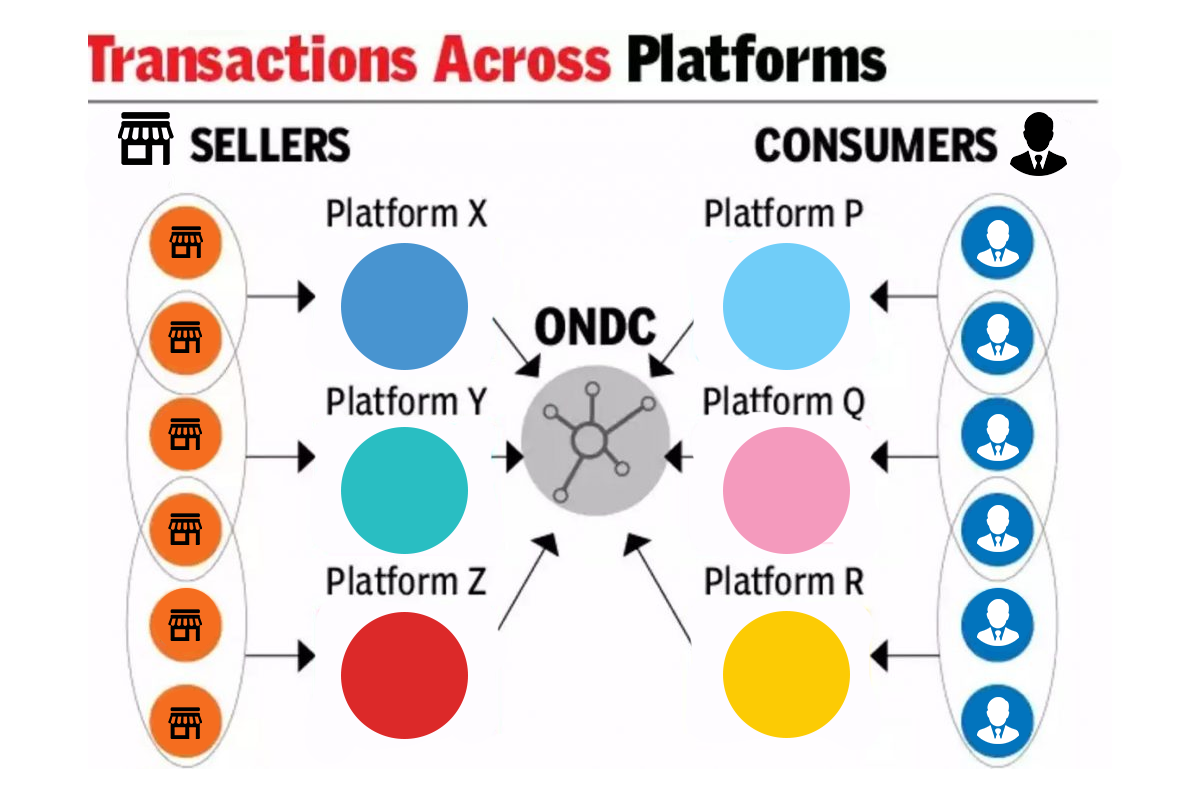 Transactions Across Platforms
SELLERS
CONSUMERS
Platform X
Platform P
ONDC
Platform Y
Platform Q
Platform Z
Platform R